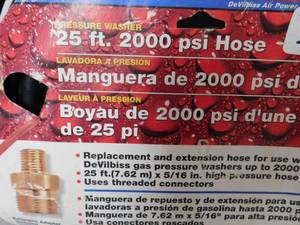 DeVilbiss Air Power
PRESSURE WASHER
25 ft. 2000 psi Hose
LAVADORA A PRESION
Manguera de 2000 psi d
LAVEUR À PRESSION
Boyau de 2000 psi d'une
de 25 pi
• Replacement and extension hose for use w
DeVilbiss gas pressure washers up to 2000
• 25 ft.(7.62 m) x 5/16 in. high pressure hose
Uses threaded connectors
• Manguera de repuesto y de extensión para us
lavadoras a presión de gasolina hasta 2000 p
• Manguera de 7.62 m x 5/16" para alta presión
Usa conectores roscados